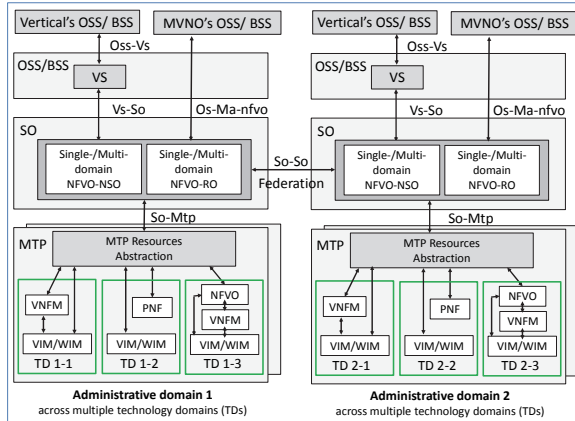 Vertical's OSS/ BSS
MVNO's OSS/ BSS
Oss-Vs
OSS/BSS
VS
Vs-So
Os-Ma-nfvo
SO
Single-/Multi-
domain
NFVO-NSO
Single-/Multi-
domain
NFVO-RO
So-Mtp
MTP
MTP Resources
Abstraction
VNFM
VIM/WIM
TD 1-1
PNF
VIM/WIM
TD 1-2
NFVO
VNFM
VIM/WIM
TD 1-3
Administrative domain 1
across multiple technology domains (TDs)
So-So
Federation
Vertical's OSS/ BSS
MVNO's OSS/ BSS
Oss-Vs
OSS/BSS
VS
Vs-So
Os-Ma-nfvo
SO
Single-/Multi-
domain
NFVO-NSO
Single-/Multi-
domain
NFVO-RO
So-Mtp
MTP
MTP Resources
Abstraction
VNFM
VIM/WIM
TD 2-1
PNF
VIM/WIM
TD 2-2
NFVO
VNFM
VIM/WIM
TD 2-3
Administrative domain 2
across multiple technology domains (TDs)